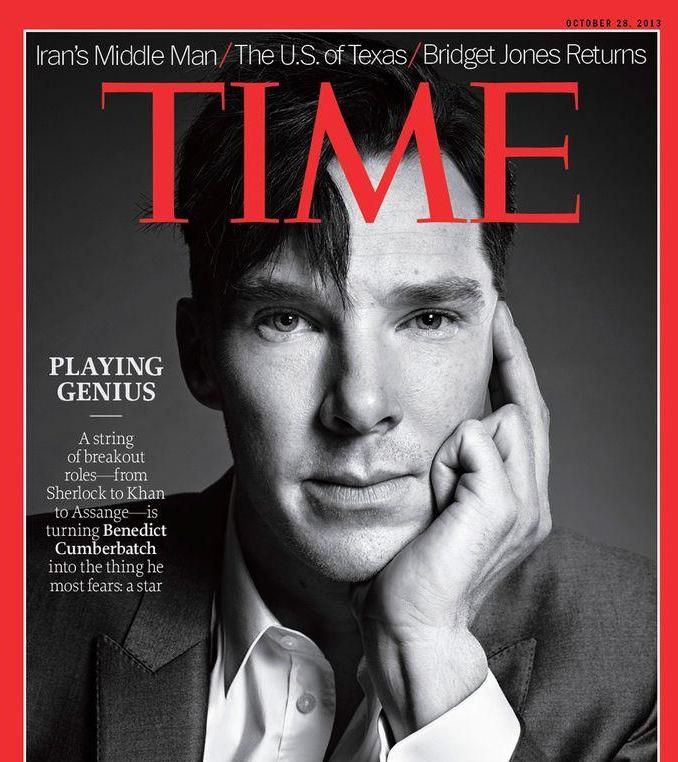 OCTOBER 28, 2013
Iran's Middle Man/The U.S. of Texas/Bridget Jones Returns
TIME
PLAYING
GENIUS
A string
of breakout
roles—from
Sherlock to Khan
to Assange—is
turning Benedict
Cumberbatch
into the thing he
most fears: a star